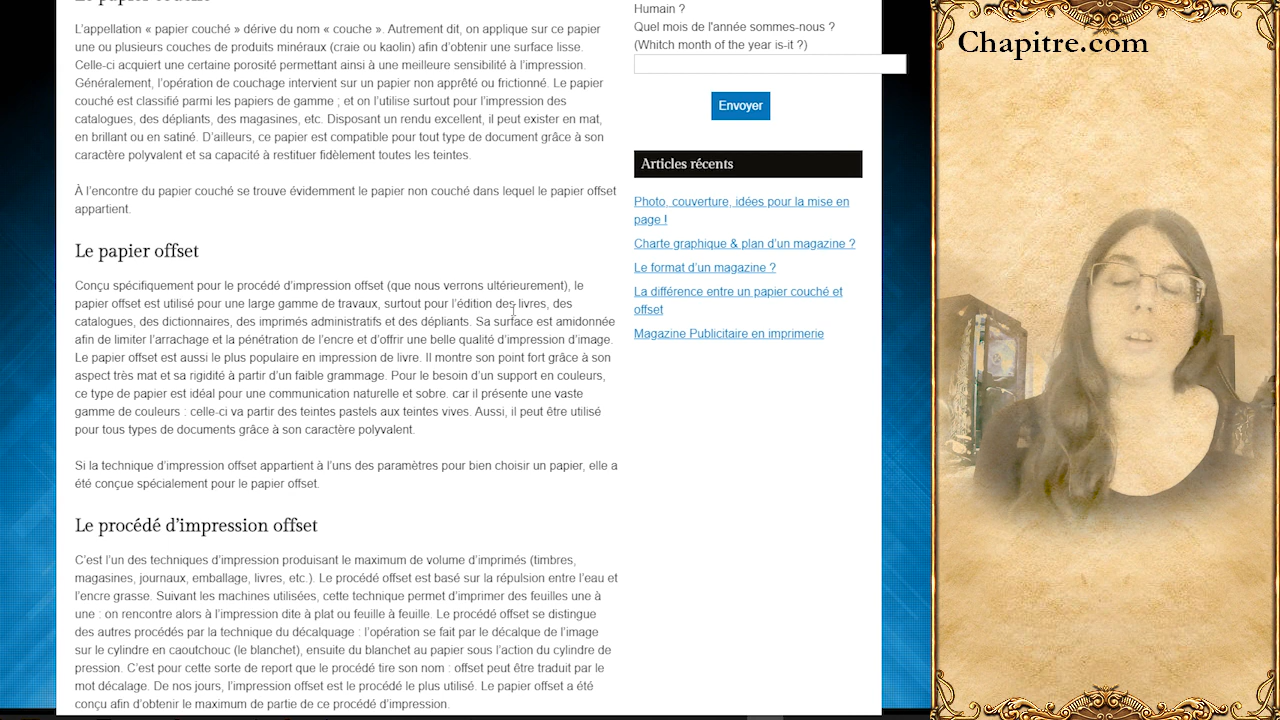 L'appellation « papier couché » dérive du nom « couche ». Autrement dit, on applique sur ce papier
une ou plusieurs couches de produits minéraux (craie ou kaolin) afin d'obtenir une surface lisse.
Celle-ci acquiert une certaine porosité permettant ainsi à une meilleure sensibilité à l'impression.
Généralement, l'opération de couchage intervient sur un papier non apprêté ou frictionné. Le papier
couché est classifié parmi les papiers de gamme ; et on l'utilise surtout pour l'impression des
catalogues, des dépliants, des magasines, etc. Disposant un rendu excellent, il peut exister en mat,
en brillant ou en satiné. D'ailleurs, ce papier est compatible pour tout type de document grâce à son
caractère polyvalent et sa capacité à restituer fidèlement toutes les teintes.
À l'encontre du papier couché se trouve évidemment le papier non couché dans lequel le papier offset
appartient.
Le papier offset
Conçu spécifiquement pour le procédé d'impression offset (que nous verrons ultérieurement), le
papier offset est utilisé pour une large gamme de travaux, surtout pour l'édition des livres, des
catalogues, des dictionnaires, des imprimés administratifs et des dépliants. Sa surface est amidonnée
afin de limiter l'arrachage et la pénétration de l'encre et d'offrir une belle qualité d'impression d'image.
Le papier offset est aussi le plus populaire en impression de livre. Il montre son point fort grâce à son
aspect très mat et sa rigidité à partir d'un faible grammage. Pour le besoin d'un support en couleurs,
ce type de papier est idéal pour une communication naturelle et sobre. car il présente une vaste
gamme de couleurs : celle-ci va partir des teintes pastels aux teintes vives. Aussi, il peut être utilisé
pour tous types de documents grâce à son caractère polyvalent.
Si la technique d'impression offset appartient à l'uns des paramètres pour bien choisir un papier, elle a
été conçue spécialement pour le papier offset.
Le procédé d'impression offset
C'est l'un des techniques d'impression produisant le maximum de volume d'imprimés (timbres,
magasines, journaux, emballage, livres, etc.). Le procédé offset est basé sur la répulsion entre l'eau et
l'encre grasse. Suivant les machines utilisées, cette technique permet d'imprimer des feuilles une à
une : on rencontre alors à l'impression dite à plat ou feuille à feuille. Le procédé offset se distingue
des autres procédés par la technique du décalquage : l'opération se fait par le décalque de l'image
sur le cylindre en caoutchouc (le blanchet), ensuite du blanchet au papier sous l'action du cylindre de
pression. C'est pour cette sorte de report que le procédé tire son nom : offset peut être traduit par le
mot décalage. De nos jours, l'impression offset est le procédé le plus utilisé. Le papier offset a été
conçu afin d'obtenir le maximum de partie de ce procédé d'impression.
Humain ?
Quel mois de l'année sommes-nous ?
(Whitch month of the year is-it ?)
Envoyer
Articles récents
Photo, couverture, idées pour la mise en
page !
Charte graphique & plan d'un magazine ?
Le format d'un magazine ?
La différence entre un papier couché et
offset
Magazine Publicitaire en imprimerie
Chapitre.com